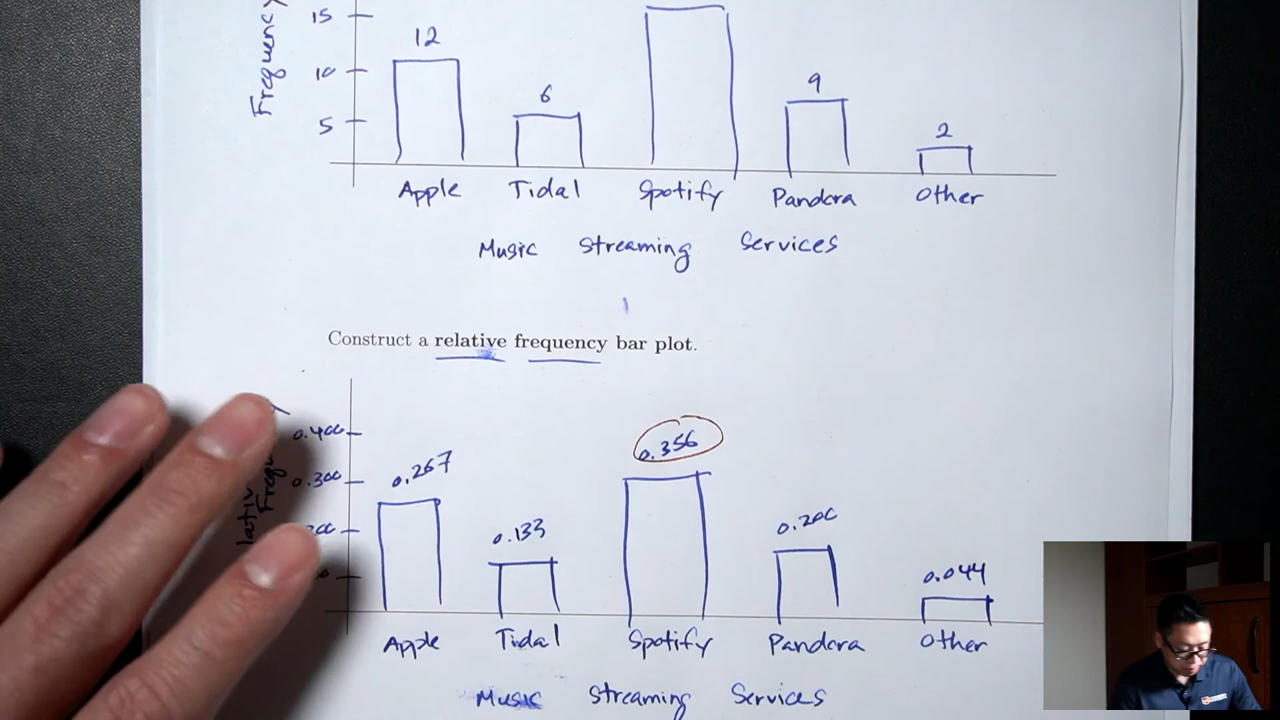 Frequency
15
12
10
6
9
5
2
Apple Tidal Spotify Pandora Other
Music Streaming Services
Construct a relative frequency bar plot.
0.400
0.356
0.300
0.267
0.133
0.200
0.044
Apple Tidal Spotify Pandora Other
Music Streaming Services